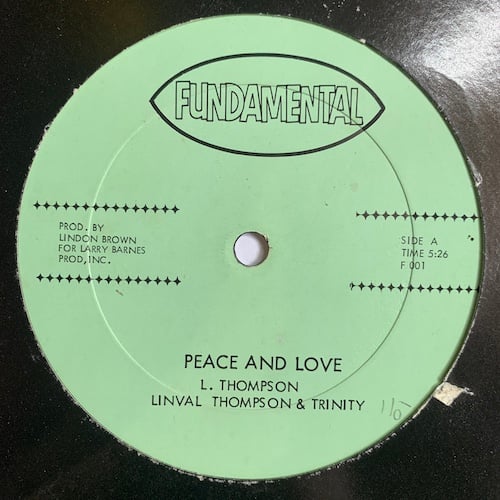 FUNDAMENTAL
PROD. BY
LINDON BROWN
FOR LARRY BARNES
PROD, INC.
SIDE A
TIME 5:26
F 001
PEACE AND LOVE
L. THOMPSON
LINVAL THOMPSON & TRINITY